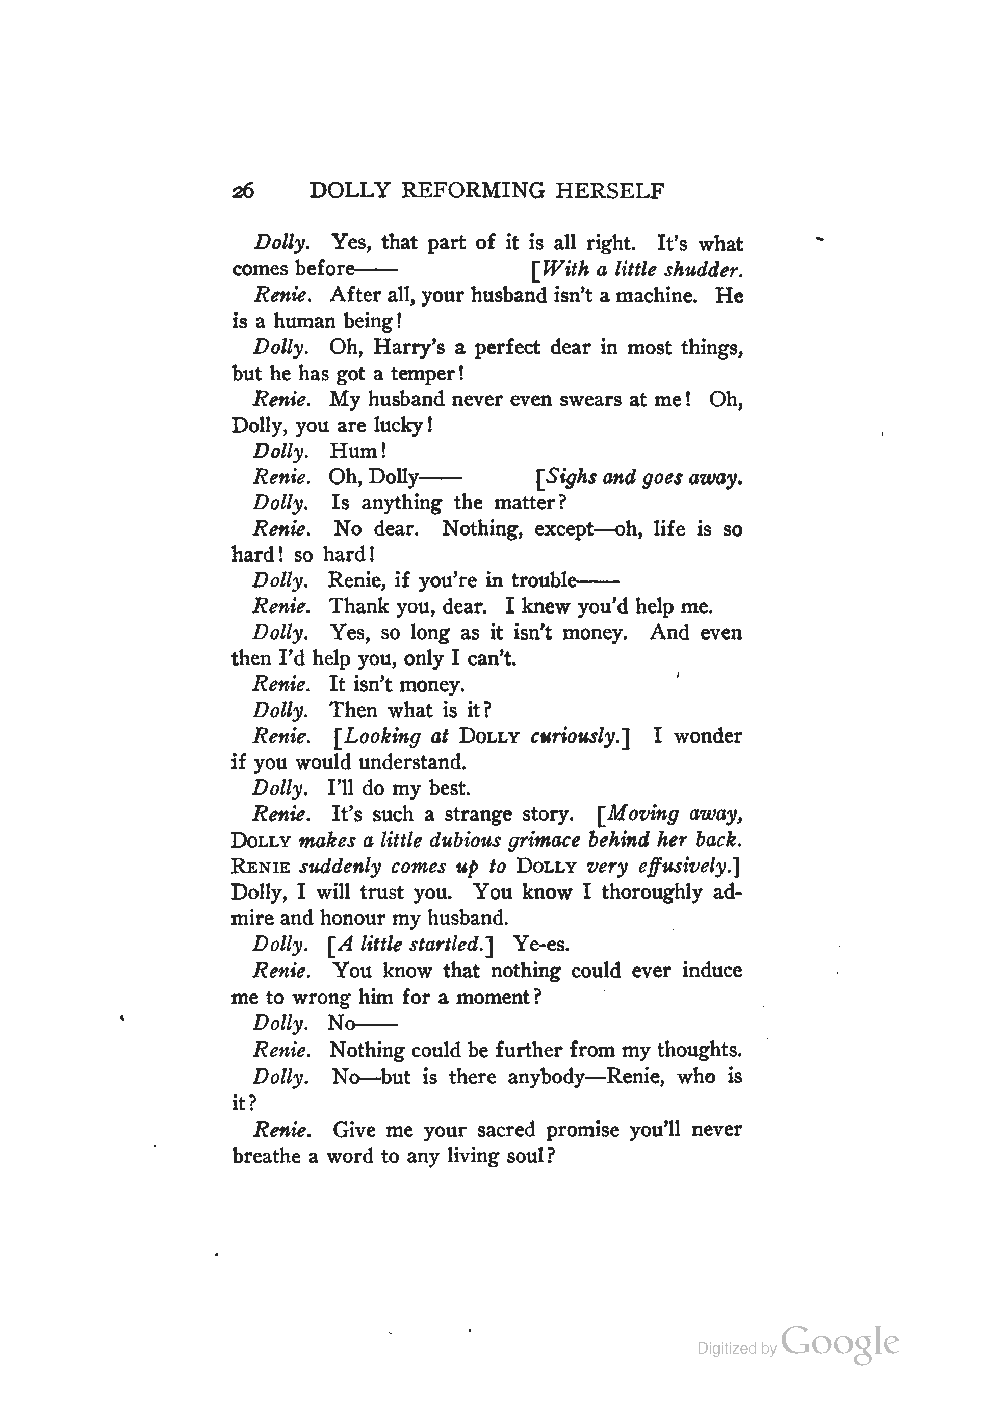 26 DOLLY REFORMING HERSELF
Dolly. Yes, that part of it is all right. It's what
comes before—— [With a little shudder.
Renie. After all, your husband isn't a machine. He
is a human being!
Dolly. Oh, Harry's a perfect dear in most things,
but he has got a temper!
Renie. My husband never even swears at me! Oh,
Dolly, you are lucky!
Dolly. Hum!
Renie. Oh, Dolly—— [Sighs and goes away.
Dolly. Is anything the matter?
Renie. No dear. Nothing, except—oh, life is so
hard! so hard!
Dolly. Renie, if you're in trouble——
Renie. Thank you, dear. I knew you'd help me.
Dolly. Yes, so long as it isn't money. And even
then I'd help you, only I can't.
Renie. It isn't money.
Dolly. Then what is it?
Renie. [Looking at DOLLY curiously.] I wonder
if you would understand.
Dolly. I'll do my best.
Renie. It's such a strange story. [Moving away,
DOLLY makes a little dubious grimace behind her back.
RENIE suddenly comes up to DOLLY very effusively.]
Dolly, I will trust you. You know I thoroughly ad-
mire and honour my husband.
Dolly. [A little startled.] Ye-es.
Renie. You know that nothing could ever induce
me to wrong him for a moment?
Dolly. No——
Renie. Nothing could be further from my thoughts.
Dolly. No—but is there anybody—Renie, who is
it?
Renie. Give me your sacred promise you'll never
breathe a word to any living soul?
Digitized by Google